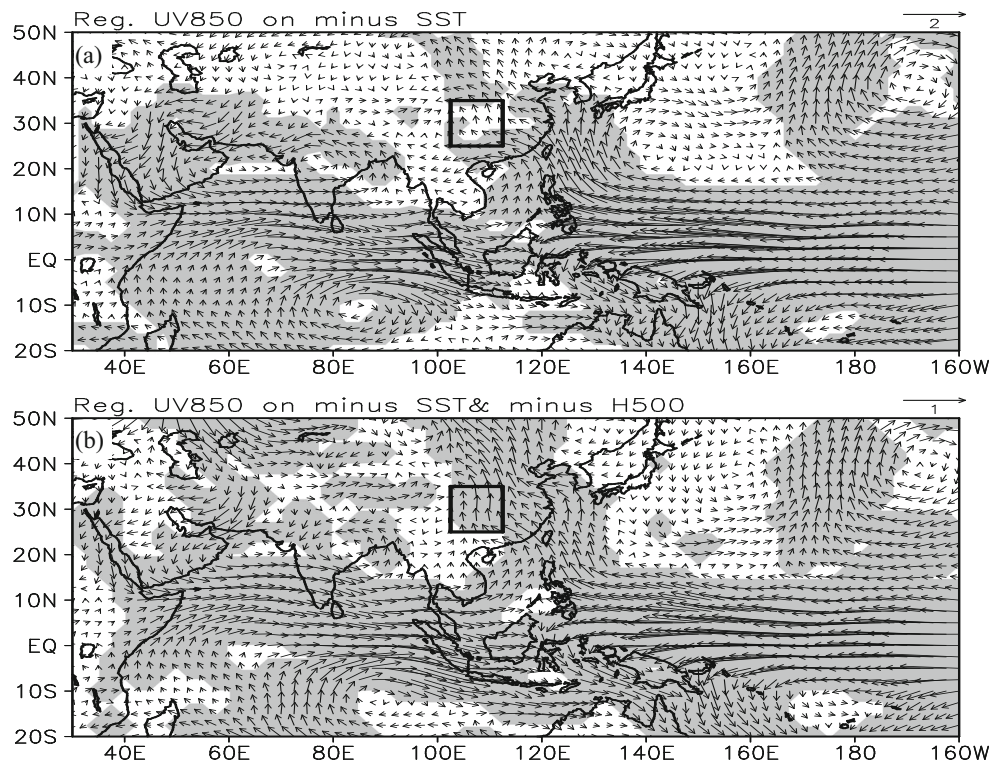 Reg. UV850 on minus SST
2
(a)
50N
40N
30N
20N
10N
EQ
10S
20S
40E 60E 80E 100E 120E 140E 160E 180 160W
Reg. UV850 on minus SST& minus H500
1
(b)
50N
40N
30N
20N
10N
EQ
10S
20S
40E 60E 80E 100E 120E 140E 160E 180 160W